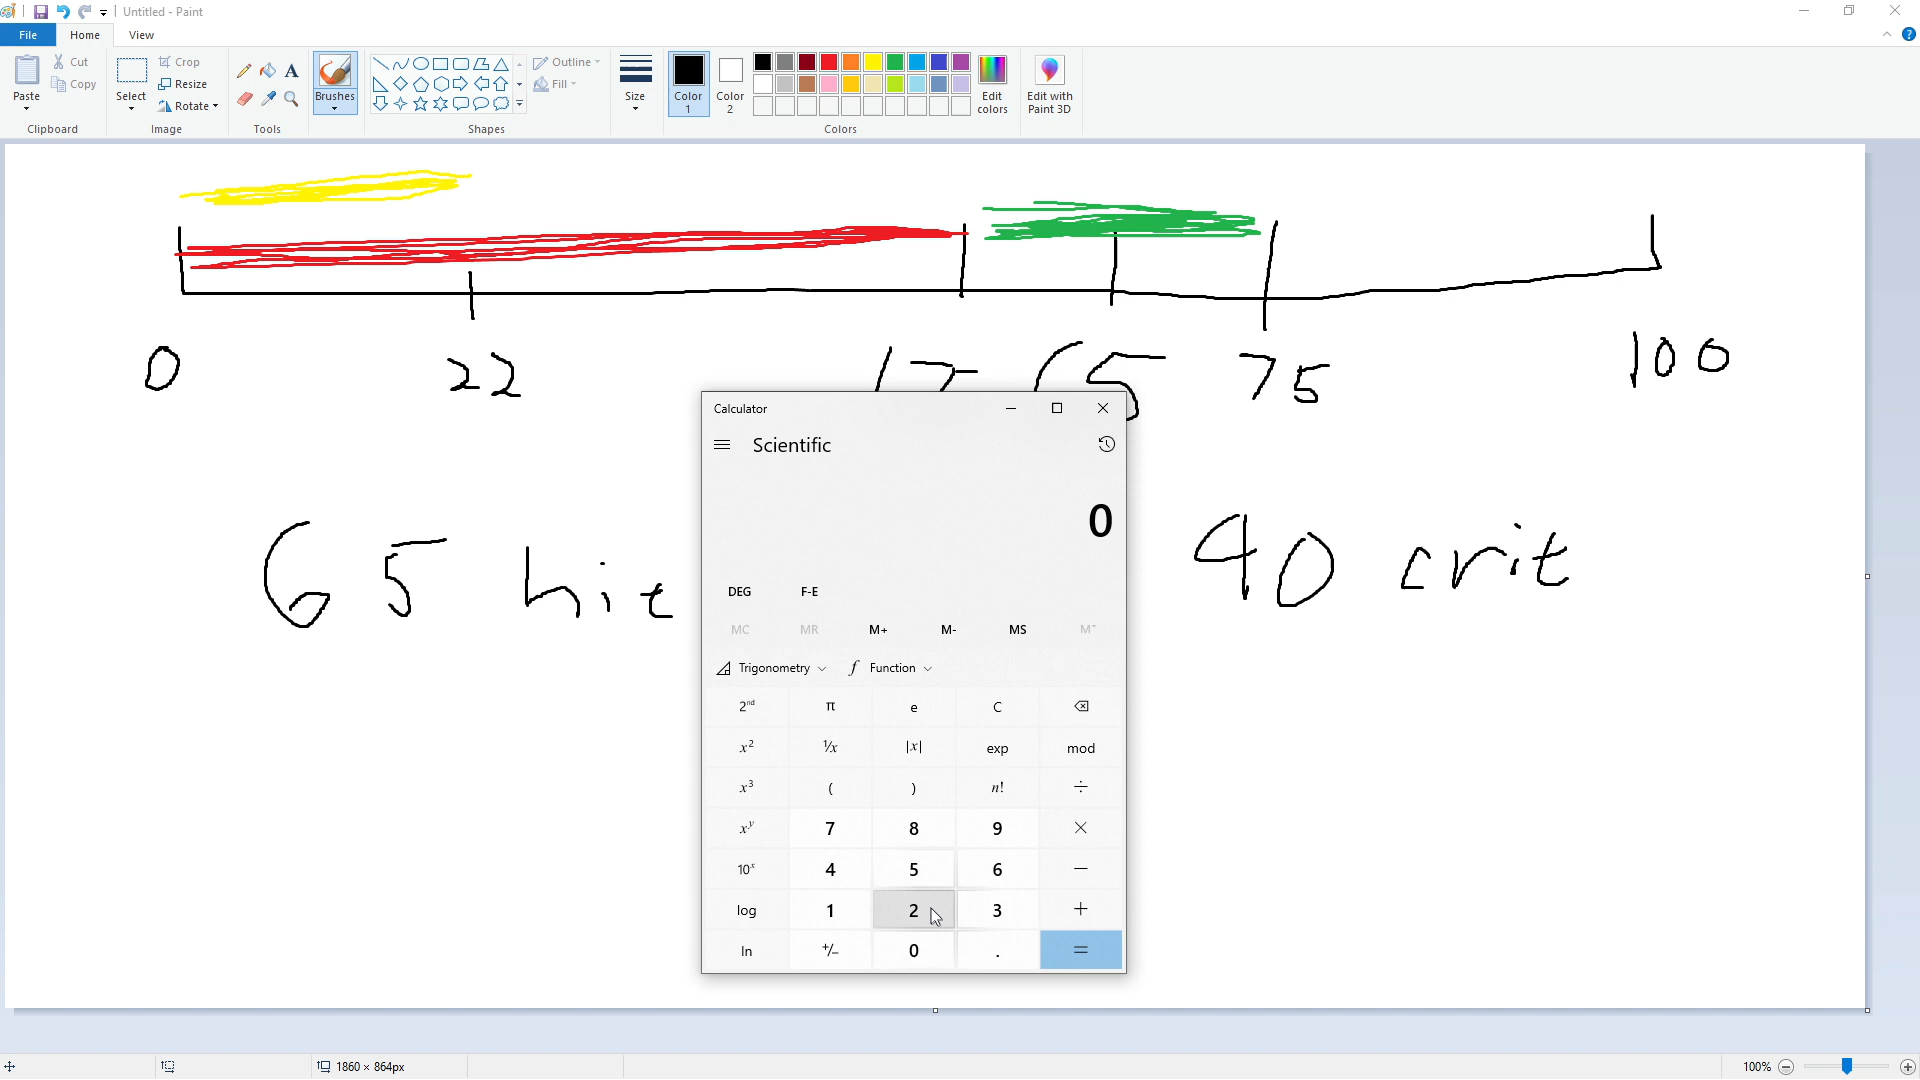 Untitled - Paint
File Home View
Paste Cut Copy Clipboard
Select Crop Resize Rotate Image
Tools
Brushes
Shapes
Outline Fill
Size
Color 1
Color 2
Colors
Edit colors
Edit with Paint 3D
0 22 65 75 100
65 hit 40 crit
Calculator
Scientific
0
DEG F-E
MC MR M+ M- MS M˅
Trigonometry f Function
2nd π e C
x² ¹/x |x| exp mod
x³ ( ) n! ÷
xʸ 7 8 9 ×
10ˣ 4 5 6 −
log 1 2 3 +
ln +/− 0 . =
1860 × 864px 100%